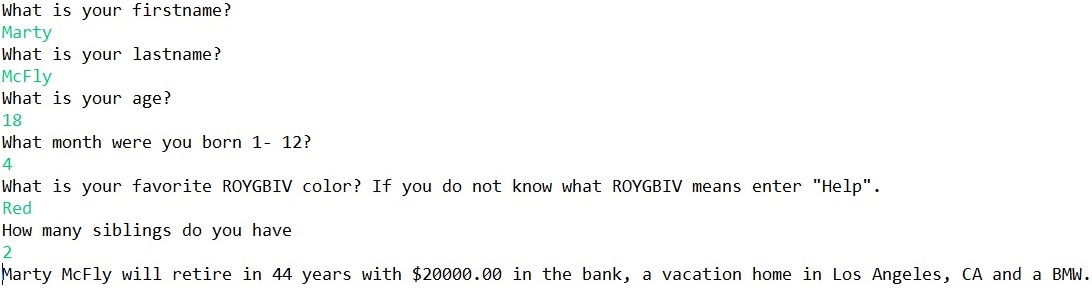 What is your firstname?
Marty
What is your lastname?
McFly
What is your age?
18
What month were you born 1- 12?
4
What is your favorite ROYGBIV color? If you do not know what ROYGBIV means enter "Help".
Red
How many siblings do you have
2
Marty McFly will retire in 44 years with $20000.00 in the bank, a vacation home in Los Angeles, CA and a BMW.